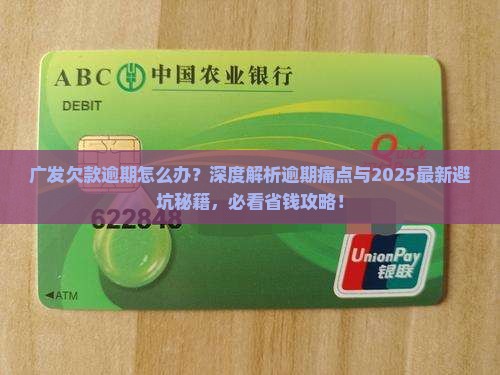 ABC 中国农业银行
DEBIT
Quick
广发欠款逾期怎么办？深度解析逾期痛点与2025最新避
坑秘籍，必看省钱攻略！
622848
UnionPay
银联
◄ATM